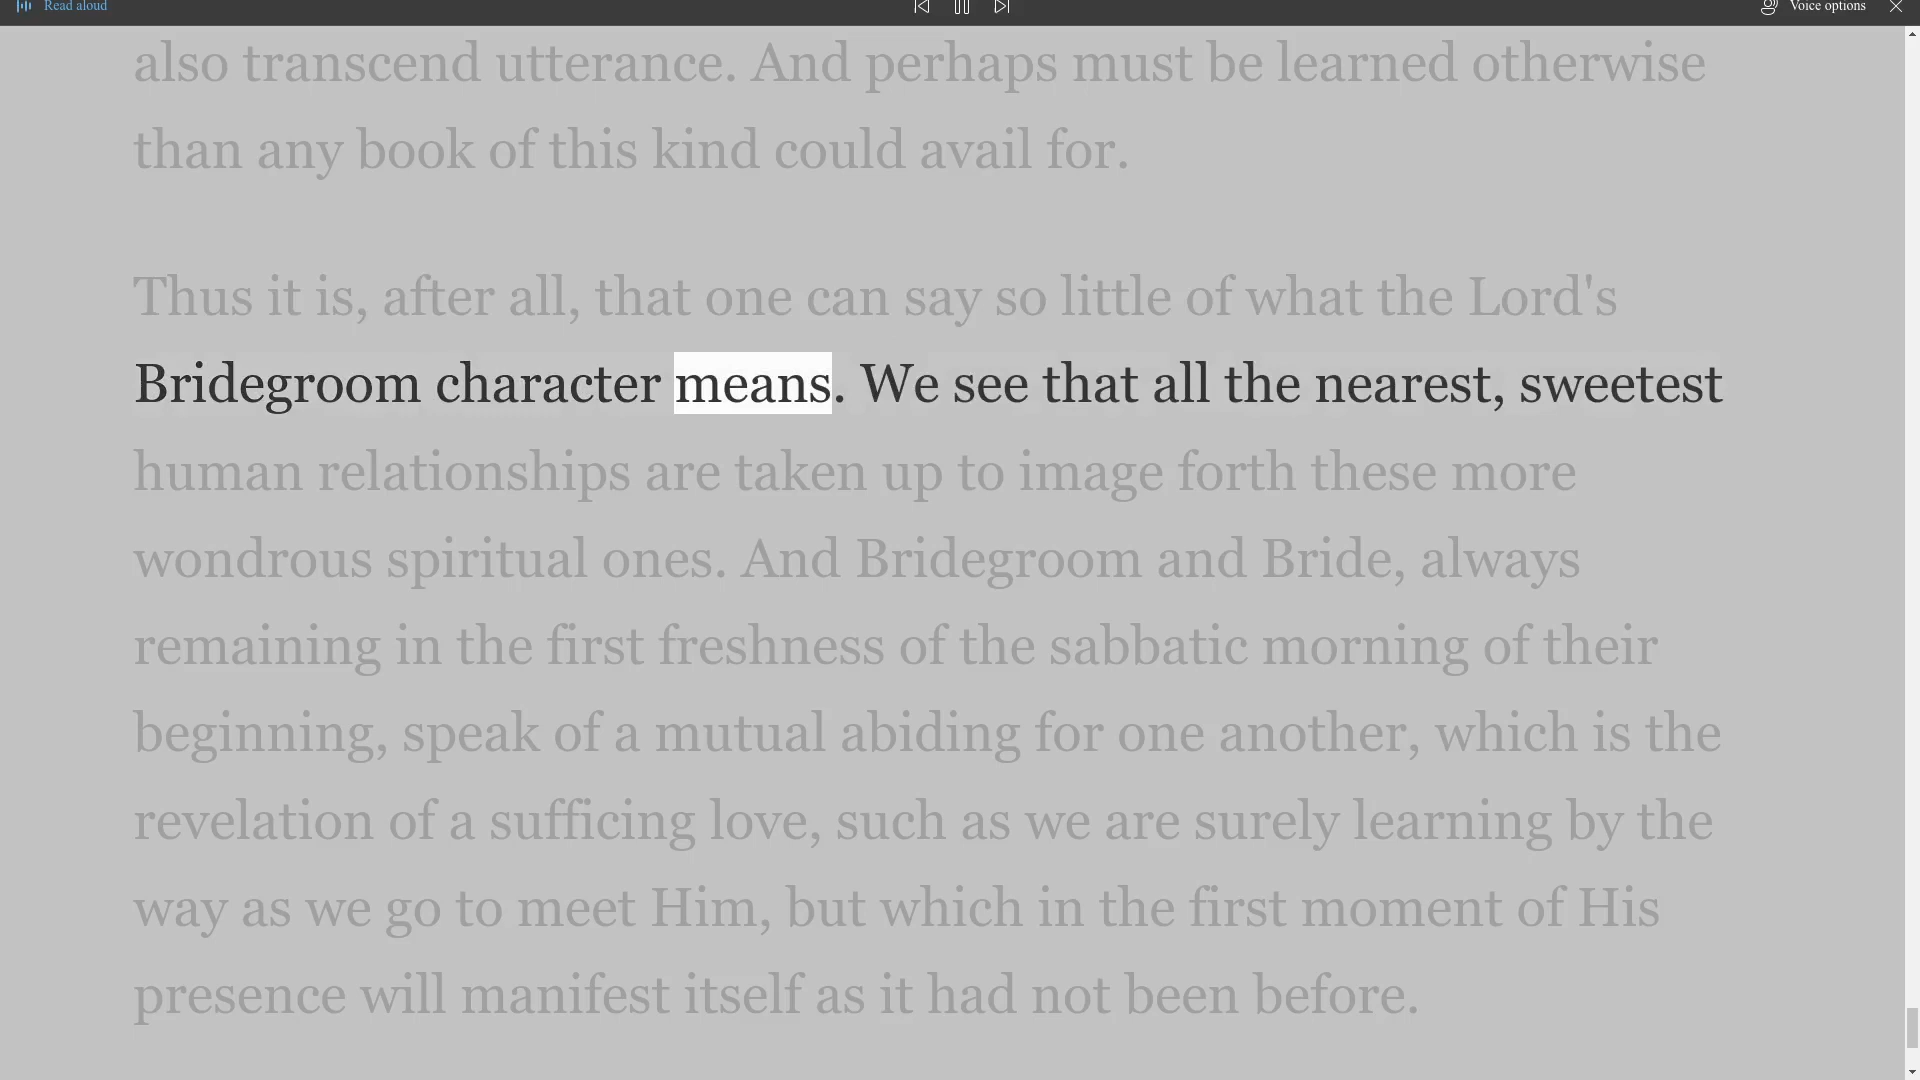 Read aloud
Voice options
also transcend utterance. And perhaps must be learned otherwise
than any book of this kind could avail for.
Thus it is, after all, that one can say so little of what the Lord's
Bridegroom character means. We see that all the nearest, sweetest
human relationships are taken up to image forth these more
wondrous spiritual ones. And Bridegroom and Bride, always
remaining in the first freshness of the sabbatic morning of their
beginning, speak of a mutual abiding for one another, which is the
revelation of a sufficing love, such as we are surely learning by the
way as we go to meet Him, but which in the first moment of His
presence will manifest itself as it had not been before.